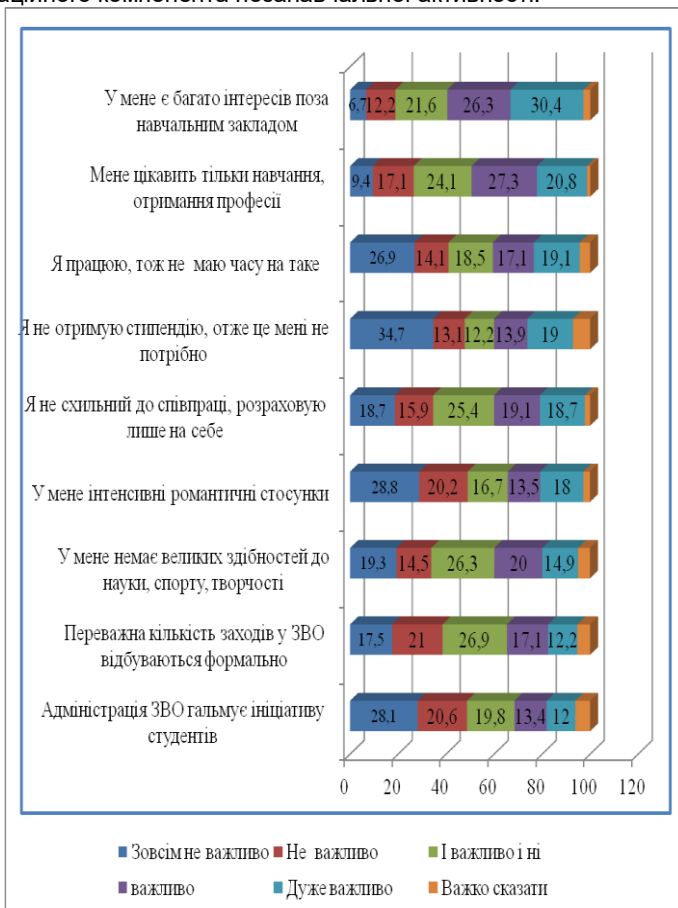 аційного компонента позанавчальної активності.
У мене є багато інтересів поза
навчальним закладом
6,7 12,2 21,6 26,3 30,4
Мене цікавить тільки навчання,
отримання професії
9,4 17,1 24,1 27,3 20,8
Я працюю, тож не маю часу на таке
26,9 14,1 18,5 17,1 19,1
Я не отримую стипендію, отже це мені не
потрібно
34,7 13,1 12,2 13,9 19
Я не схильний до співпраці, розраховую
лише на себе
18,7 15,9 25,4 19,1 18,7
У мене інтенсивні романтичні стосунки
28,8 20,2 16,7 13,5 18
У мене немає великих здібностей до
науки, спорту, творчості
19,3 14,5 26,3 20 14,9
Переважна кількість заходів у ЗВО
відбуваються формально
17,5 21 26,9 17,1 12,2
Адміністрація ЗВО гальмує ініціативу
студентів
28,1 20,6 19,8 13,4 12
0 20 40 60 80 100 120
Зовсім не важливо Не важливо І важливо і ні
важливо Дуже важливо Важко сказати